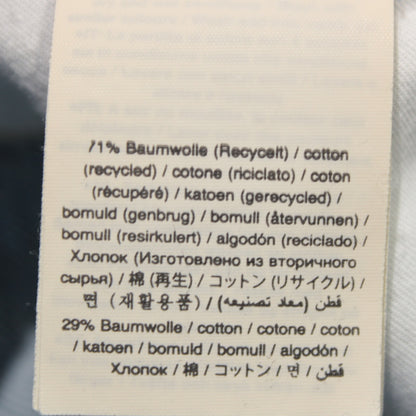 71% Baumwolle (Recycelt) / cotton
(recycled) / cotone (riciclato) / coton
(récupéré) / katoen (gerecycled) /
bomuld (genbrug) / bomull (återvunnen) /
bomull (resirkulert) / algodón (reciclado) /
Хлопок (Изготовлено из вторичного
сырья) / 棉 (再生) / コットン (リサイクル) /
면 (재활용품) / قطن (معاد تصنيعه) /
29% Baumwolle / cotton / cotone / coton
/ katoen / bomuld / bomull / algodón /
Хлопок / 棉 / コットン / 면 / قطن